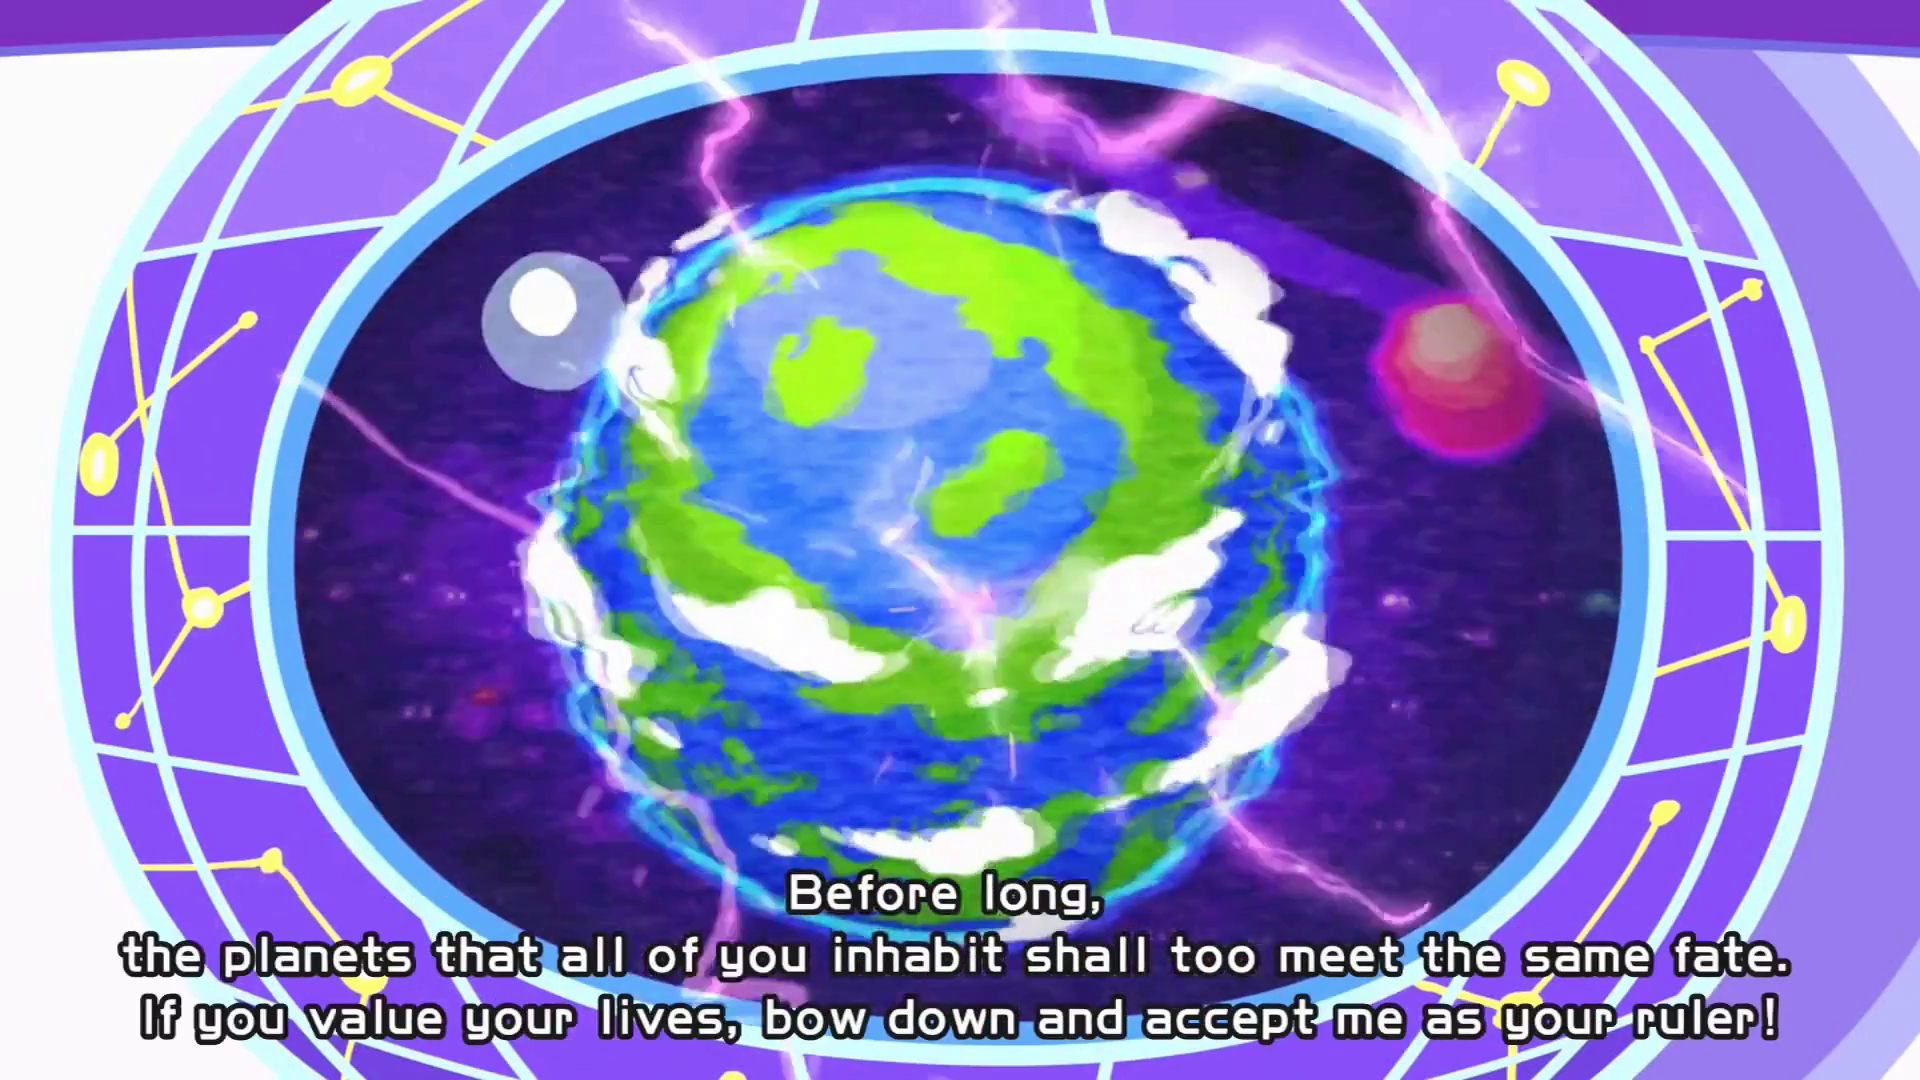 Before long,
the planets that all of you inhabit shall too meet the same fate.
If you value your lives, bow down and accept me as your ruler!